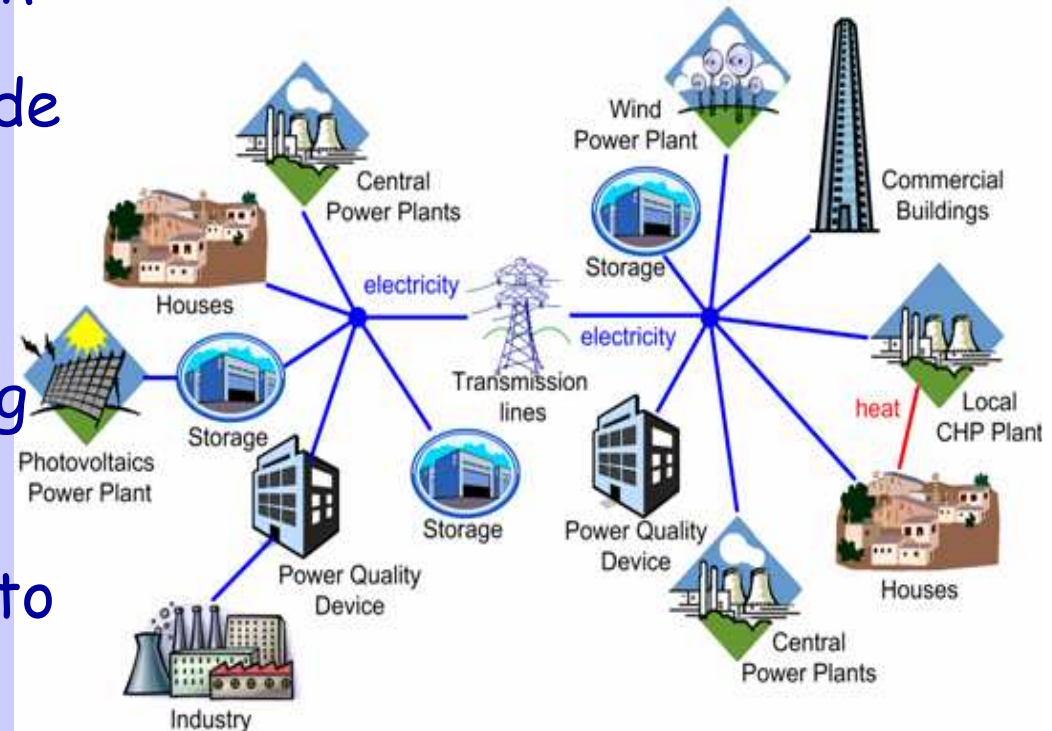 de
g
to
Wind
Power Plant
Central
Power Plants
Commercial
Buildings
Storage
electricity
Houses
electricity
Transmission
lines
heat
Local
CHP Plant
Storage
Photovoltaics
Power Plant
Storage
Power Quality
Device
Power Quality
Device
Houses
Central
Power Plants
Industry